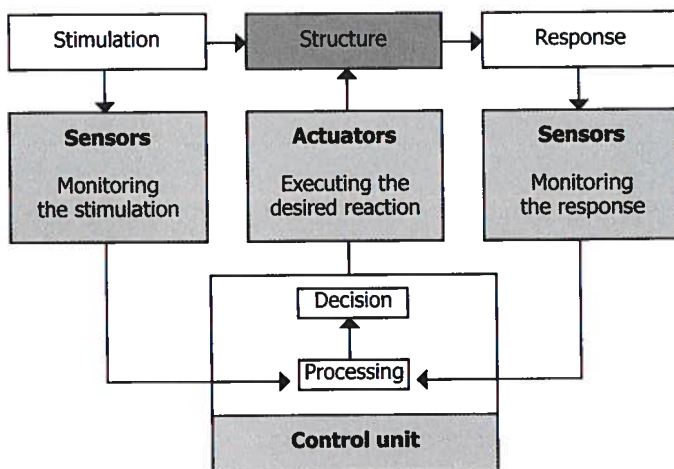 Stimulation
Structure
Response
Sensors
Monitoring
the stimulation
Actuators
Executing the
desired reaction
Sensors
Monitoring
the response
Decision
Processing
Control unit